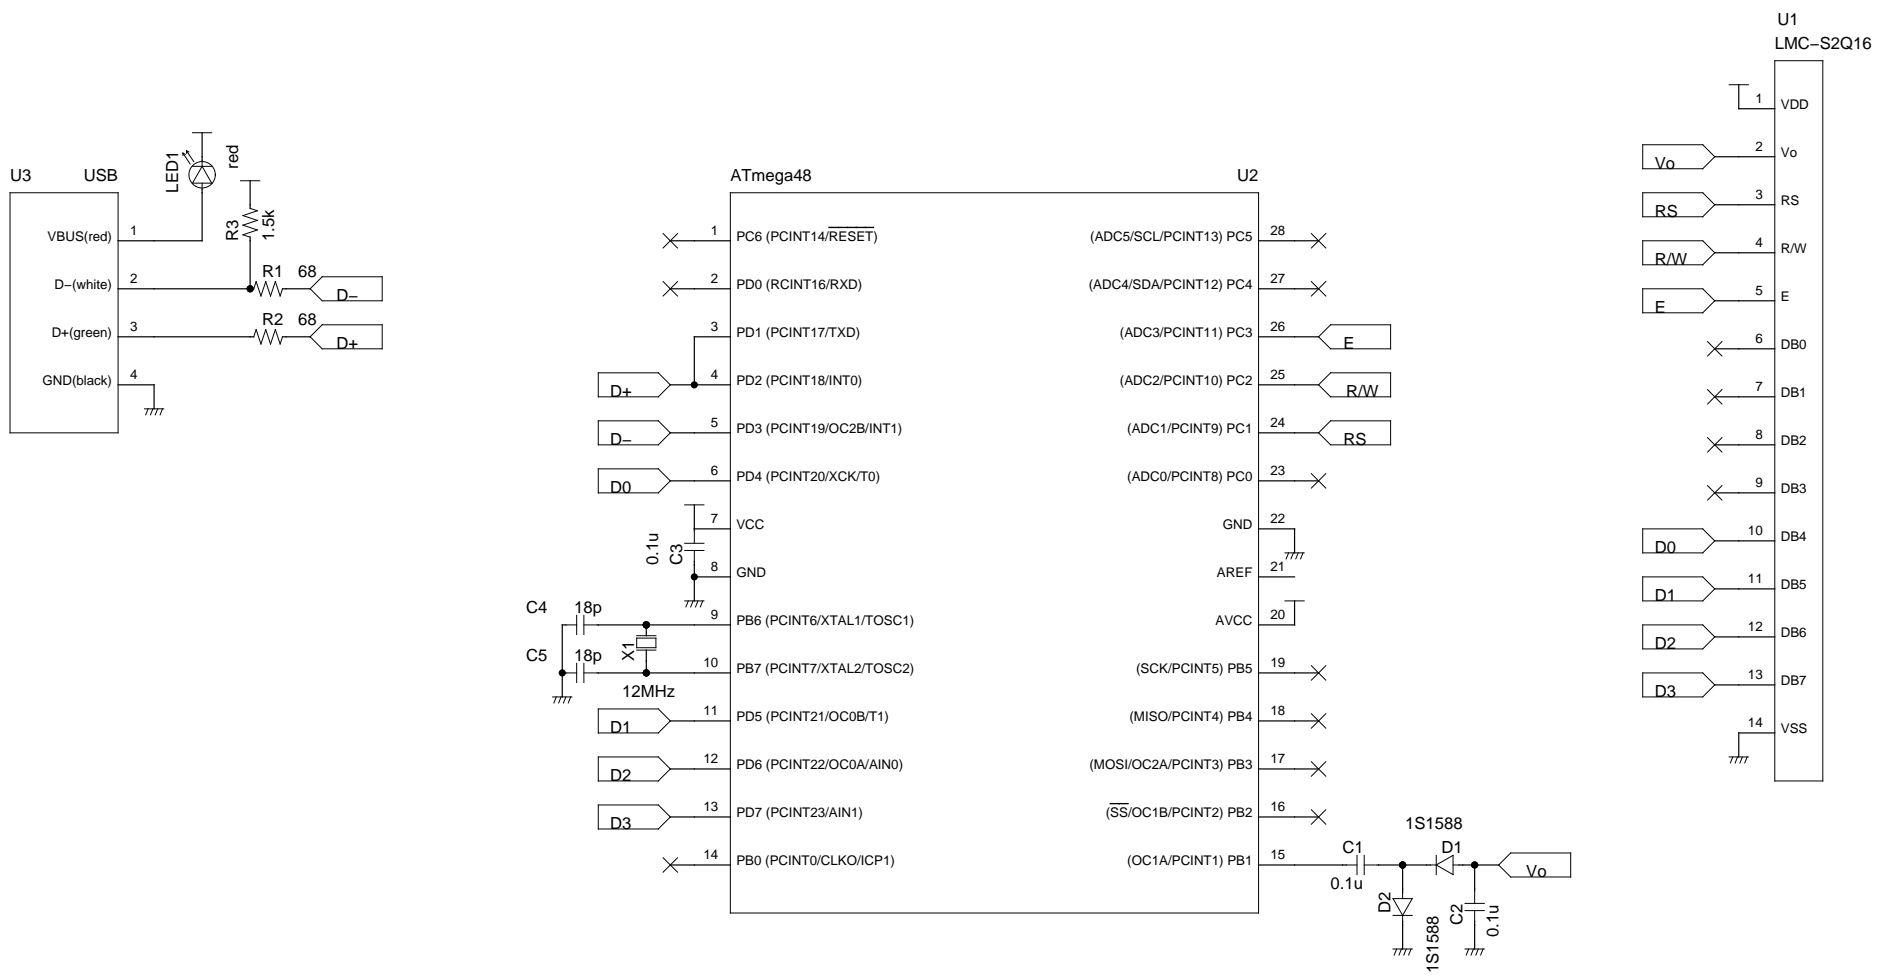 U1
LMC−S2Q16
1 VDD
Vo 2 Vo
RS 3 RS
R/W 4 R/W
E 5 E
6 DB0
7 DB1
8 DB2
9 DB3
D0 10 DB4
D1 11 DB5
D2 12 DB6
D3 13 DB7
14 VSS
U3 USB
LED1
red
VBUS(red) 1
R3
1.5k
D−(white) 2
R1 68
D−
D+(green) 3
R2 68
D+
GND(black) 4
ATmega48 U2
1 PC6 (PCINT14/RESET)
2 PD0 (RCINT16/RXD)
3 PD1 (PCINT17/TXD)
D+ 4 PD2 (PCINT18/INT0)
D− 5 PD3 (PCINT19/OC2B/INT1)
D0 6 PD4 (PCINT20/XCK/T0)
7 VCC
0.1u
C3
8 GND
C4 18p
9 PB6 (PCINT6/XTAL1/TOSC1)
X1
C5 18p
10 PB7 (PCINT7/XTAL2/TOSC2)
12MHz
D1 11 PD5 (PCINT21/OC0B/T1)
D2 12 PD6 (PCINT22/OC0A/AIN0)
D3 13 PD7 (PCINT23/AIN1)
14 PB0 (PCINT0/CLKO/ICP1)
(ADC5/SCL/PCINT13) PC5 28
(ADC4/SDA/PCINT12) PC4 27
(ADC3/PCINT11) PC3 26 E
(ADC2/PCINT10) PC2 25 R/W
(ADC1/PCINT9) PC1 24 RS
(ADC0/PCINT8) PC0 23
GND 22
AREF 21
AVCC 20
(SCK/PCINT5) PB5 19
(MISO/PCINT4) PB4 18
(MOSI/OC2A/PCINT3) PB3 17
(SS/OC1B/PCINT2) PB2 16
(OC1A/PCINT1) PB1 15
1S1588
C1
D1
0.1u
Vo
D2
1S1588
C2
0.1u